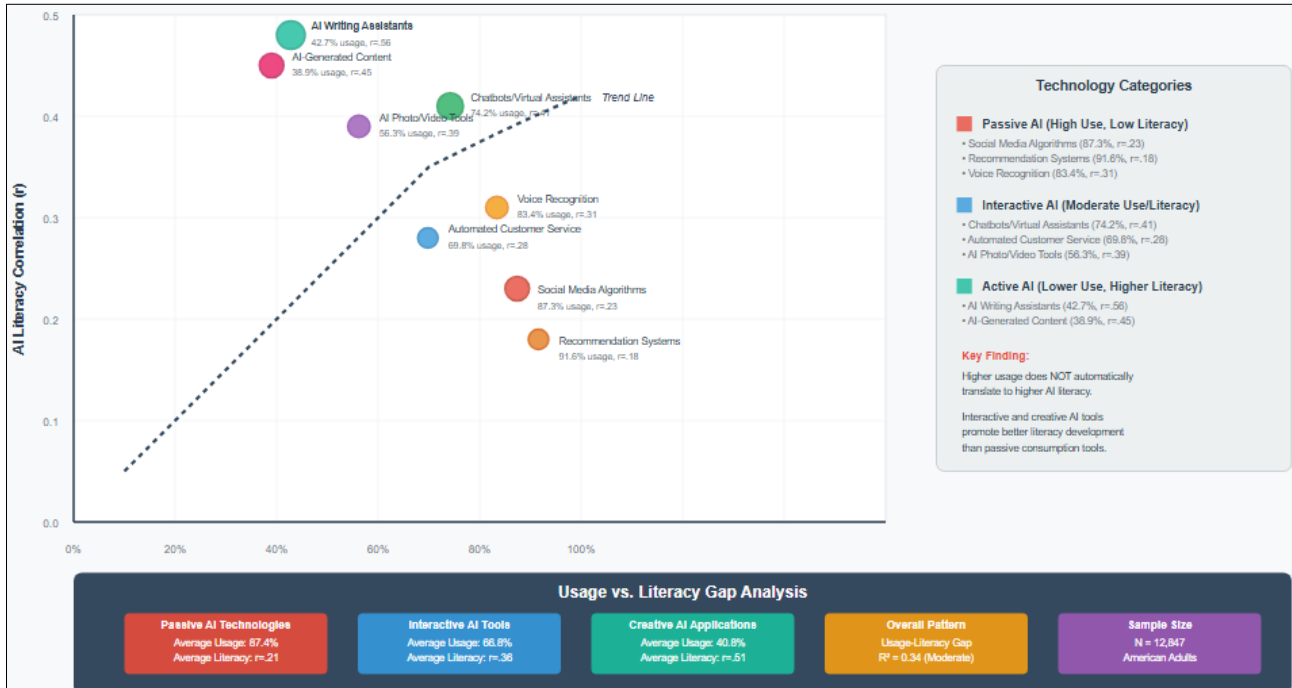 0.5
0.4
0.3
0.2
0.1
0.0
AI Literacy Correlation (r)
0%
20%
40%
60%
80%
100%
AI Writing Assistants
42.7% usage, r=.56
AI-Generated Content
38.9% usage, r=.45
Chatbots/Virtual Assistants
74.2% usage, r=.41
Trend Line
AI Photo/Video Tools
56.3% usage, r=.39
Voice Recognition
83.4% usage, r=.31
Automated Customer Service
69.8% usage, r=.28
Social Media Algorithms
87.3% usage, r=.23
Recommendation Systems
91.6% usage, r=.18
Technology Categories
Passive AI (High Use, Low Literacy)
• Social Media Algorithms (87.3%, r=.23)
• Recommendation Systems (91.6%, r=.18)
• Voice Recognition (83.4%, r=.31)
Interactive AI (Moderate Use/Literacy)
• Chatbots/Virtual Assistants (74.2%, r=.41)
• Automated Customer Service (69.8%, r=.28)
• AI Photo/Video Tools (56.3%, r=.39)
Active AI (Lower Use, Higher Literacy)
• AI Writing Assistants (42.7%, r=.56)
• AI-Generated Content (38.9%, r=.45)
Key Finding:
Higher usage does NOT automatically
translate to higher AI literacy.
Interactive and creative AI tools
promote better literacy development
than passive consumption tools.
Usage vs. Literacy Gap Analysis
Passive AI Technologies
Average Usage: 87.4%
Average Literacy: r=.21
Interactive AI Tools
Average Usage: 66.8%
Average Literacy: r=.36
Creative AI Applications
Average Usage: 40.8%
Average Literacy: r=.51
Overall Pattern
Usage-Literacy Gap
R² = 0.34 (Moderate)
Sample Size
N = 12,847
American Adults